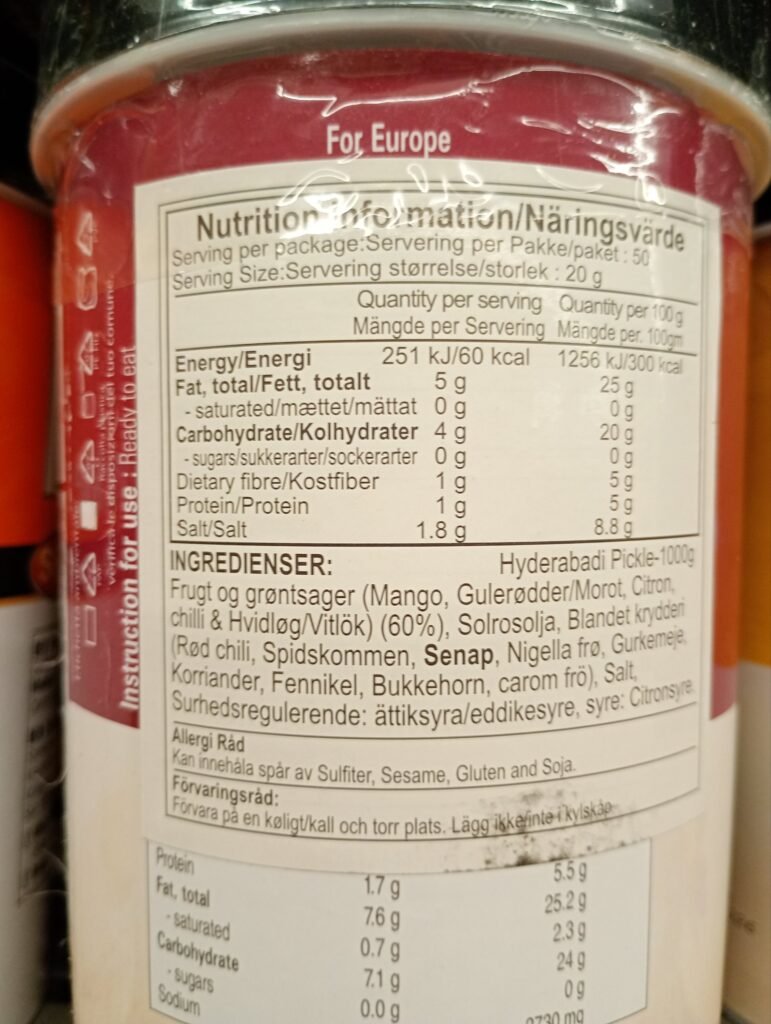 For Europe
Nutrition Information/Näringsvärde
Serving per package:Servering per Pakke/paket : 50
Serving Size:Servering størrelse/storlek : 20 g
Quantity per serving Quantity per 100 g
Mängde per Servering Mängde per. 100gm
Energy/Energi 251 kJ/60 kcal 1256 kJ/300 kcal
Fat, total/Fett, totalt 5 g 25 g
- saturated/mættet/mättat 0 g 0 g
Carbohydrate/Kolhydrater 4 g 20 g
- sugars/sukkerarter/sockerarter 0 g 0 g
Dietary fibre/Kostfiber 1 g 5 g
Protein/Protein 1 g 5 g
Salt/Salt 1.8 g 8.8 g
INGREDIENSER: Hyderabadi Pickle-1000g
Frugt og grøntsager (Mango, Gulerødder/Morot, Citron,
chilli & Hvidløg/Vitlök) (60%), Solrosolja, Blandet krydderi
(Rød chili, Spidskommen, Senap, Nigella frø, Gurkemeje,
Korriander, Fennikel, Bukkehorn, carom frö), Salt,
Surhedsregulerende: ättiksyra/eddikesyre, syre: Citronsyre.
Allergi Råd
Kan innehåla spår av Sulfiter, Sesame, Gluten and Soja.
Förvaringsråd:
Förvara på en køligt/kall och torr plats. Lägg ikke/inte i kylskåp
Protein 1.7 g 5.5 g
Fat, total 7.6 g 25.2 g
- saturated 0.7 g 2.3 g
Carbohydrate 7.1 g 24 g
- sugars 0.0 g 0 g
Sodium
Instruction for use : Ready to eat
verifica le disposizioni del tuo comune.